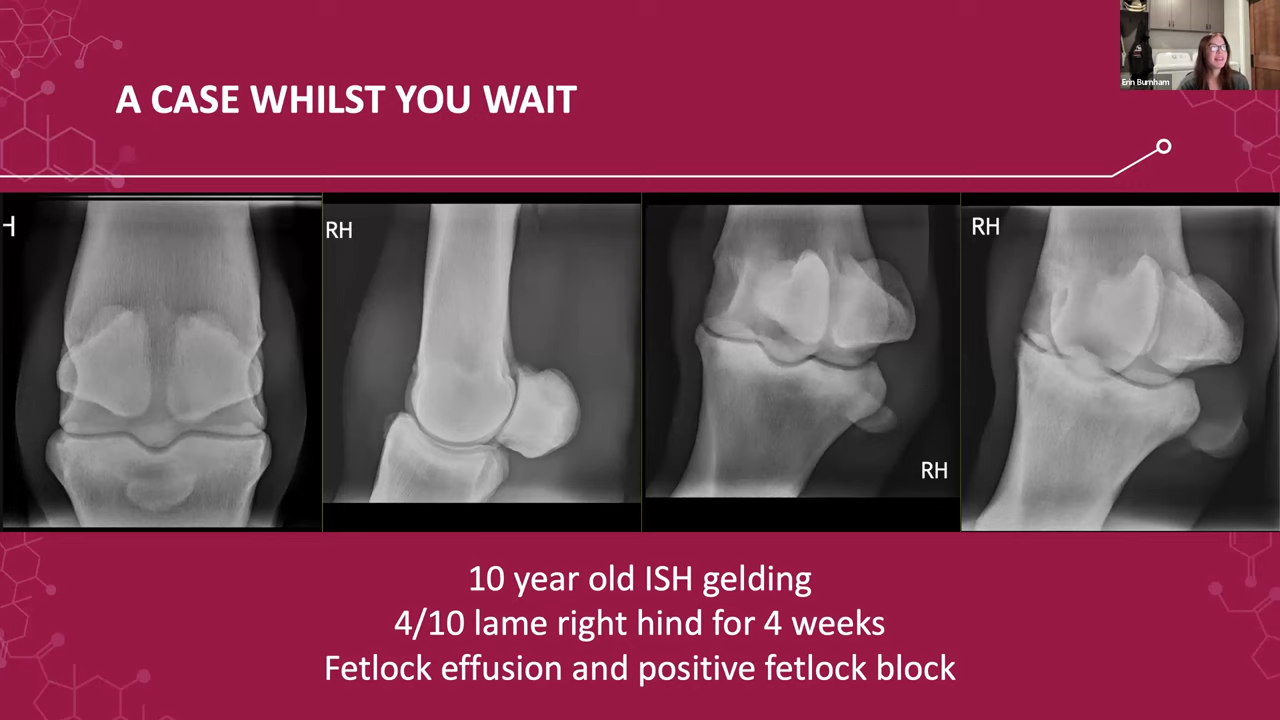 Erin Burnham
A CASE WHILST YOU WAIT
H
RH
RH
RH
10 year old ISH gelding
4/10 lame right hind for 4 weeks
Fetlock effusion and positive fetlock block